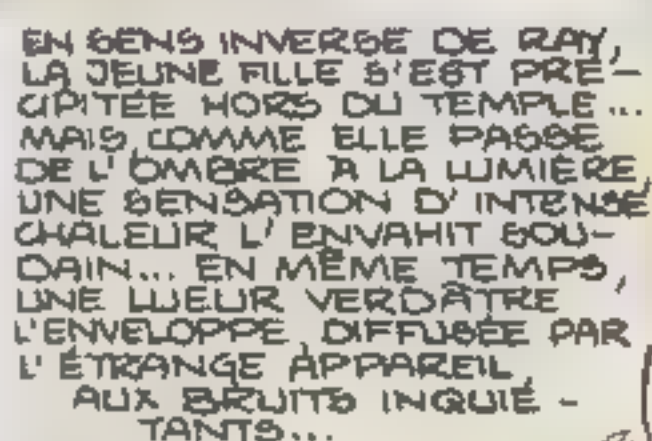 EN SENS INVERSE DE RAY,
LA JEUNE FILLE S'EST PRÉ-
CIPITÉE HORS DU TEMPLE...
MAIS, COMME ELLE PASSE
DE L'OMBRE À LA LUMIÈRE,
UNE SENSATION D'INTENSE
CHALEUR L'ENVAHIT SOU-
DAIN... EN MÊME TEMPS,
UNE LUEUR VERDÂTRE
L'ENVELOPPE, DIFFUSÉE PAR
L'ÉTRANGE APPAREIL,
AUX BRUITS INQUIÉ-
TANTS...